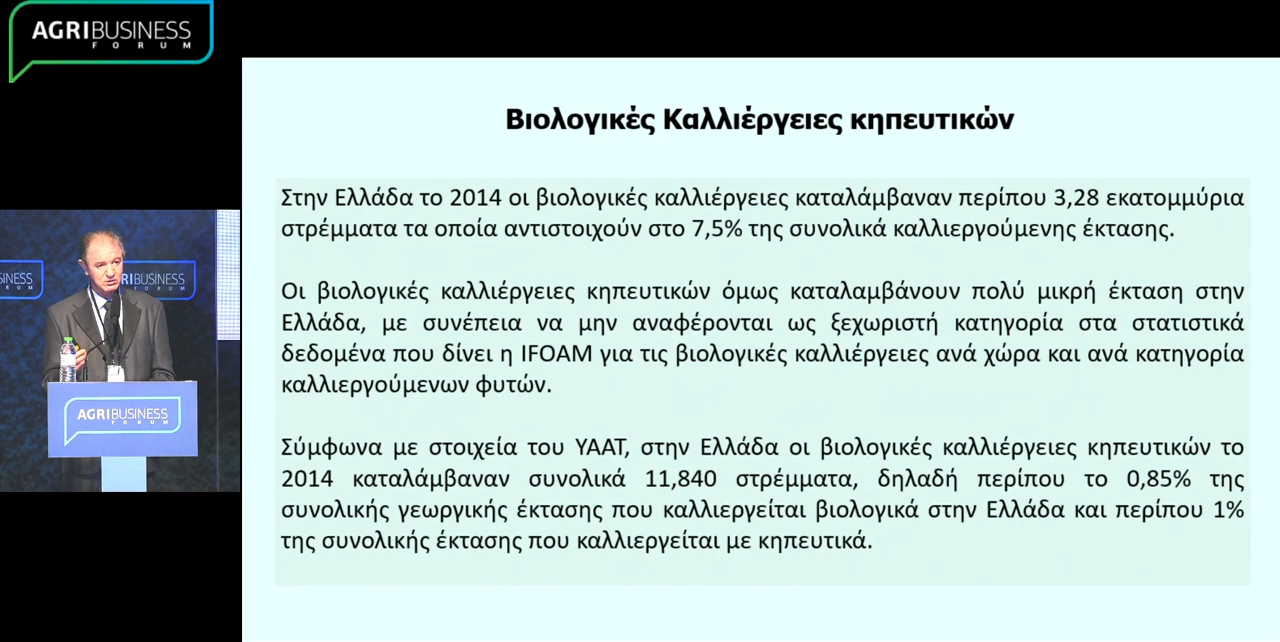 AGRIBUSINESS
FORUM
Βιολογικές Καλλιέργειες κηπευτικών
Στην Ελλάδα το 2014 οι βιολογικές καλλιέργειες καταλάμβαναν περίπου 3,28 εκατομμύρια
στρέμματα τα οποία αντιστοιχούν στο 7,5% της συνολικά καλλιεργούμενης έκτασης.
Οι βιολογικές καλλιέργειες κηπευτικών όμως καταλαμβάνουν πολύ μικρή έκταση στην
Ελλάδα, με συνέπεια να μην αναφέρονται ως ξεχωριστή κατηγορία στα στατιστικά
δεδομένα που δίνει η IFOAM για τις βιολογικές καλλιέργειες ανά χώρα και ανά κατηγορία
καλλιεργούμενων φυτών.
Σύμφωνα με στοιχεία του ΥΑΑΤ, στην Ελλάδα οι βιολογικές καλλιέργειες κηπευτικών το
2014 καταλάμβαναν συνολικά 11,840 στρέμματα, δηλαδή περίπου το 0,85% της
συνολικής γεωργικής έκτασης που καλλιεργείται βιολογικά στην Ελλάδα και περίπου 1%
της συνολικής έκτασης που καλλιεργείται με κηπευτικά.
SINESS
RUM
RIBUSINESS
FORUM
AGRIBUSINESS
FORUM